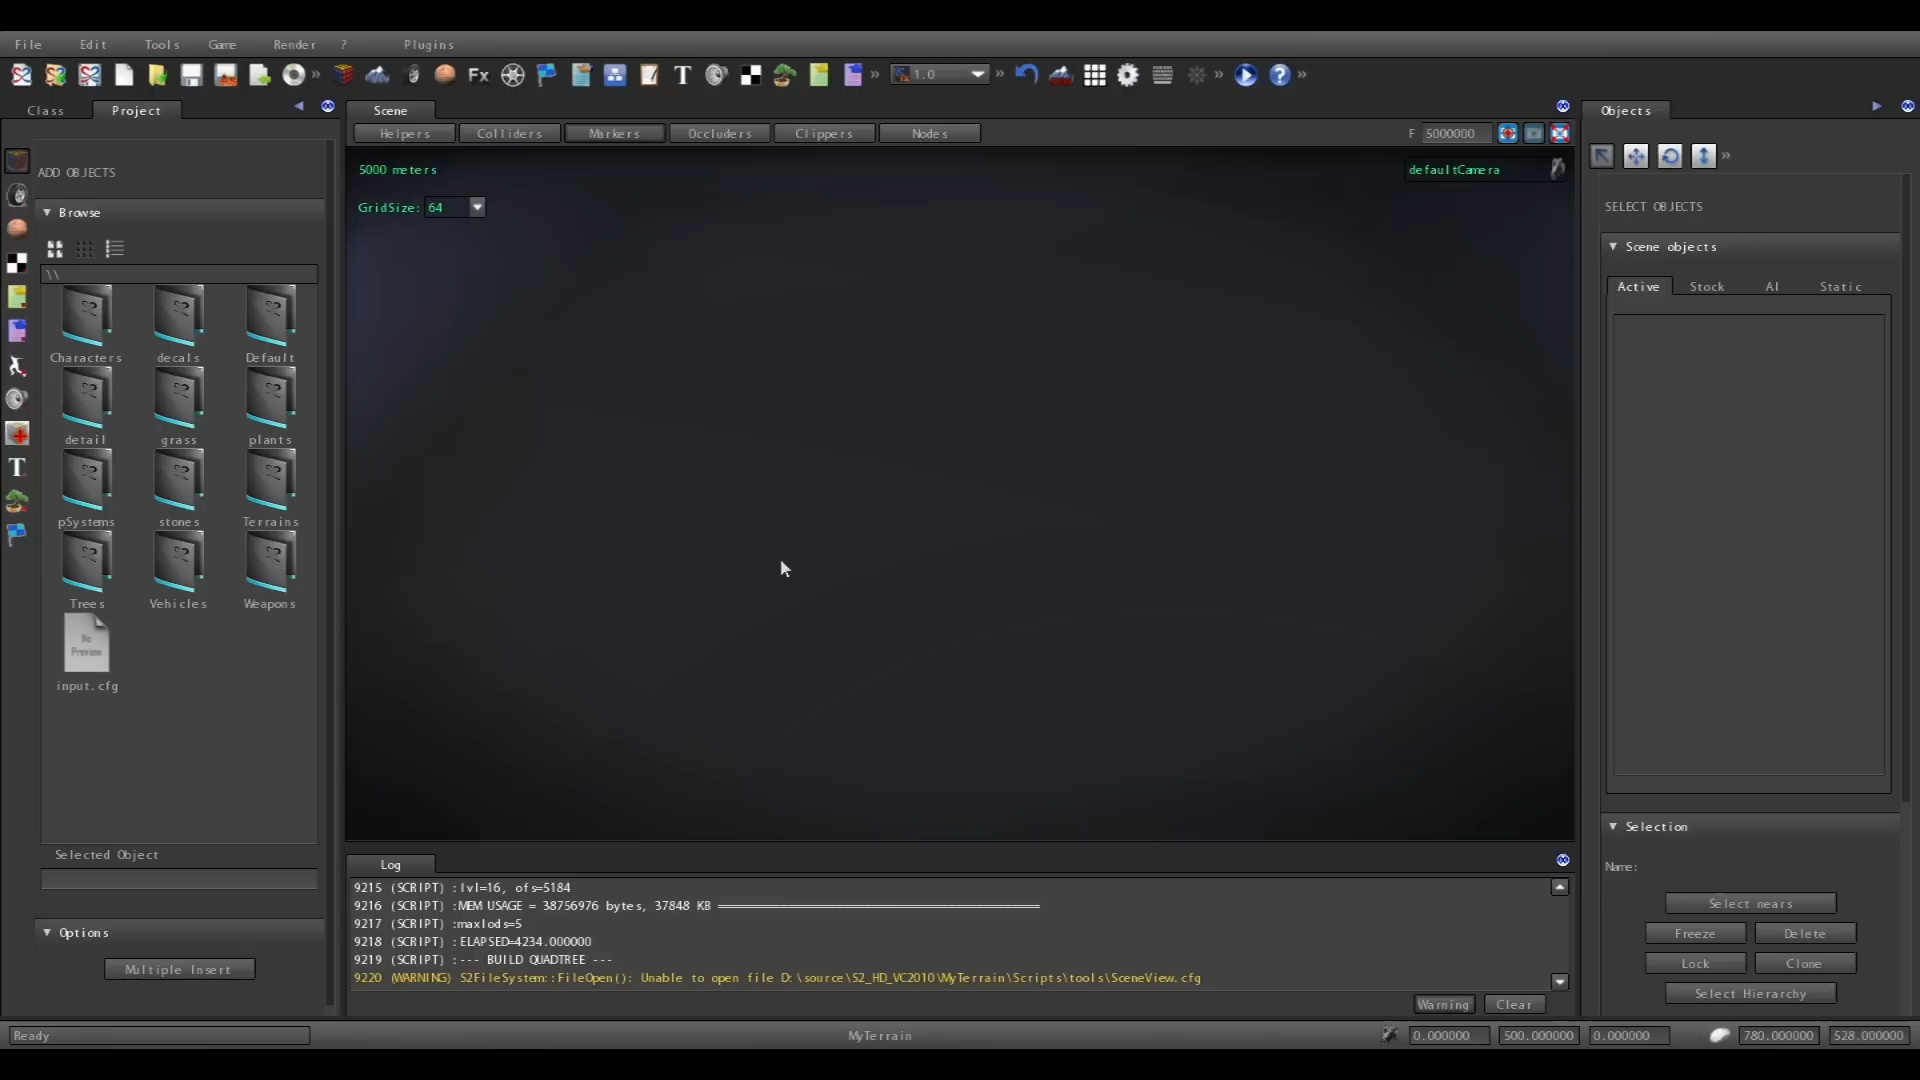 File Edit Tools Game Render ? Plugins
Fx T 1.0
Class Project
Scene
Objects
Helpers Colliders Markers Occluders Clippers Nodes F 5000000
5000 meters
defaultCamera
GridSize: 64
ADD OBJECTS
Browse
\\
Characters decals Default
detail grass plants
pSystems stones Terrains
Trees Vehicles Weapons
No
Preview
input.cfg
T
Selected Object
Options
Multiple Insert
SELECT OBJECTS
Scene objects
Active Stock AI Static
Selection
Name:
Select nears
Freeze Delete
Lock Clone
Select Hierarchy
Log
9215 (SCRIPT) :lvl=16, ofs=5184
9216 (SCRIPT) :MEM USAGE = 38756976 bytes, 37848 KB
9217 (SCRIPT) :maxlods=5
9218 (SCRIPT) :ELAPSED=4234.000000
9219 (SCRIPT) :--- BUILD QUADTREE ---
9220 (WARNING) S2FileSystem::FileOpen(): Unable to open file D:\source\S2_HD_VC2010\MyTerrain\Scripts\tools\SceneView.cfg
Warning Clear
Ready MyTerrain 0.000000 500.000000 0.000000 780.000000 528.000000